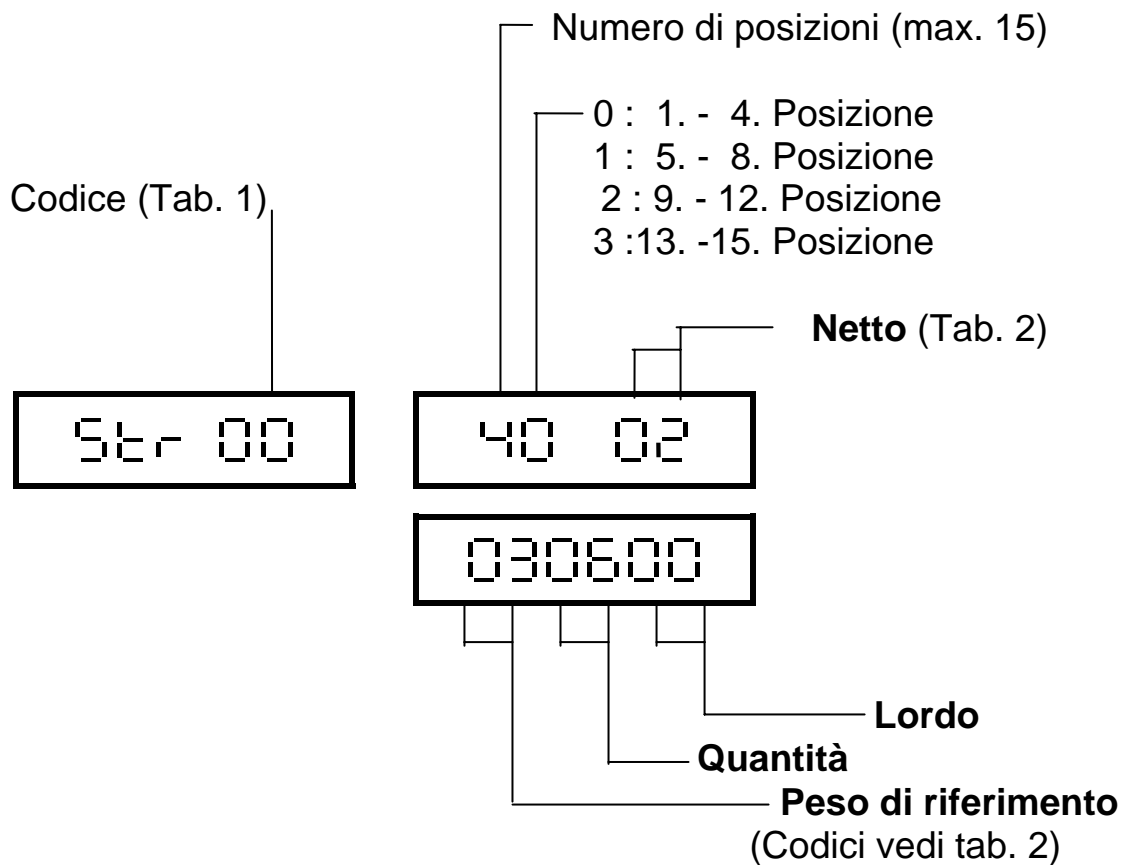 Numero di posizioni (max. 15)
0 : 1. - 4. Posizione
1 : 5. - 8. Posizione
2 : 9. - 12. Posizione
3 :13. -15. Posizione
Codice (Tab. 1)
Netto (Tab. 2)
Str 00
40 02
030600
Lordo
Quantità
Peso di riferimento
(Codici vedi tab. 2)